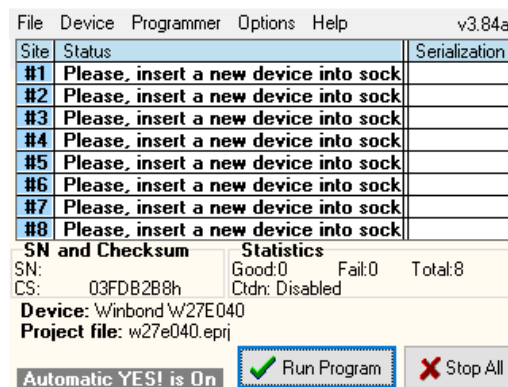 File Device Programmer Options Help v3.84a
Site Status Serialization
#1 Please, insert a new device into sock
#2 Please, insert a new device into sock
#3 Please, insert a new device into sock
#4 Please, insert a new device into sock
#5 Please, insert a new device into sock
#6 Please, insert a new device into sock
#7 Please, insert a new device into sock
#8 Please, insert a new device into sock
SN and Checksum Statistics
SN: Good:0 Fail:0 Total:8
CS: 03FDB2B8h Ctdn: Disabled
Device: Winbond W27E040
Project file: w27e040.eprj
Automatic YES! is On Run Program Stop All